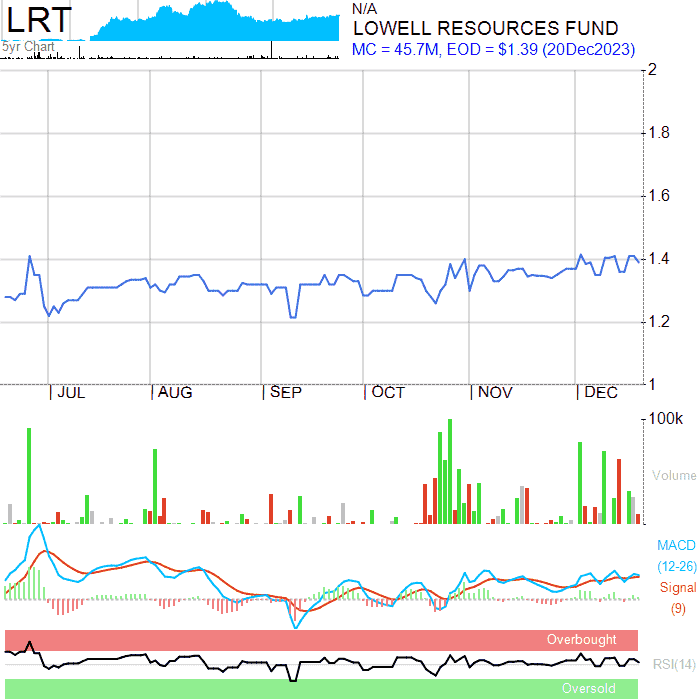 LRT
5yr Chart
N/A
LOWELL RESOURCES FUND
MC = 45.7M, EOD = $1.39 (20Dec2023)
2
1.8
1.6
1.4
1.2
1
JUL
AUG
SEP
OCT
NOV
DEC
100k
Volume
MACD
(12-26)
Signal
(9)
Overbought
RSI(14)
Oversold